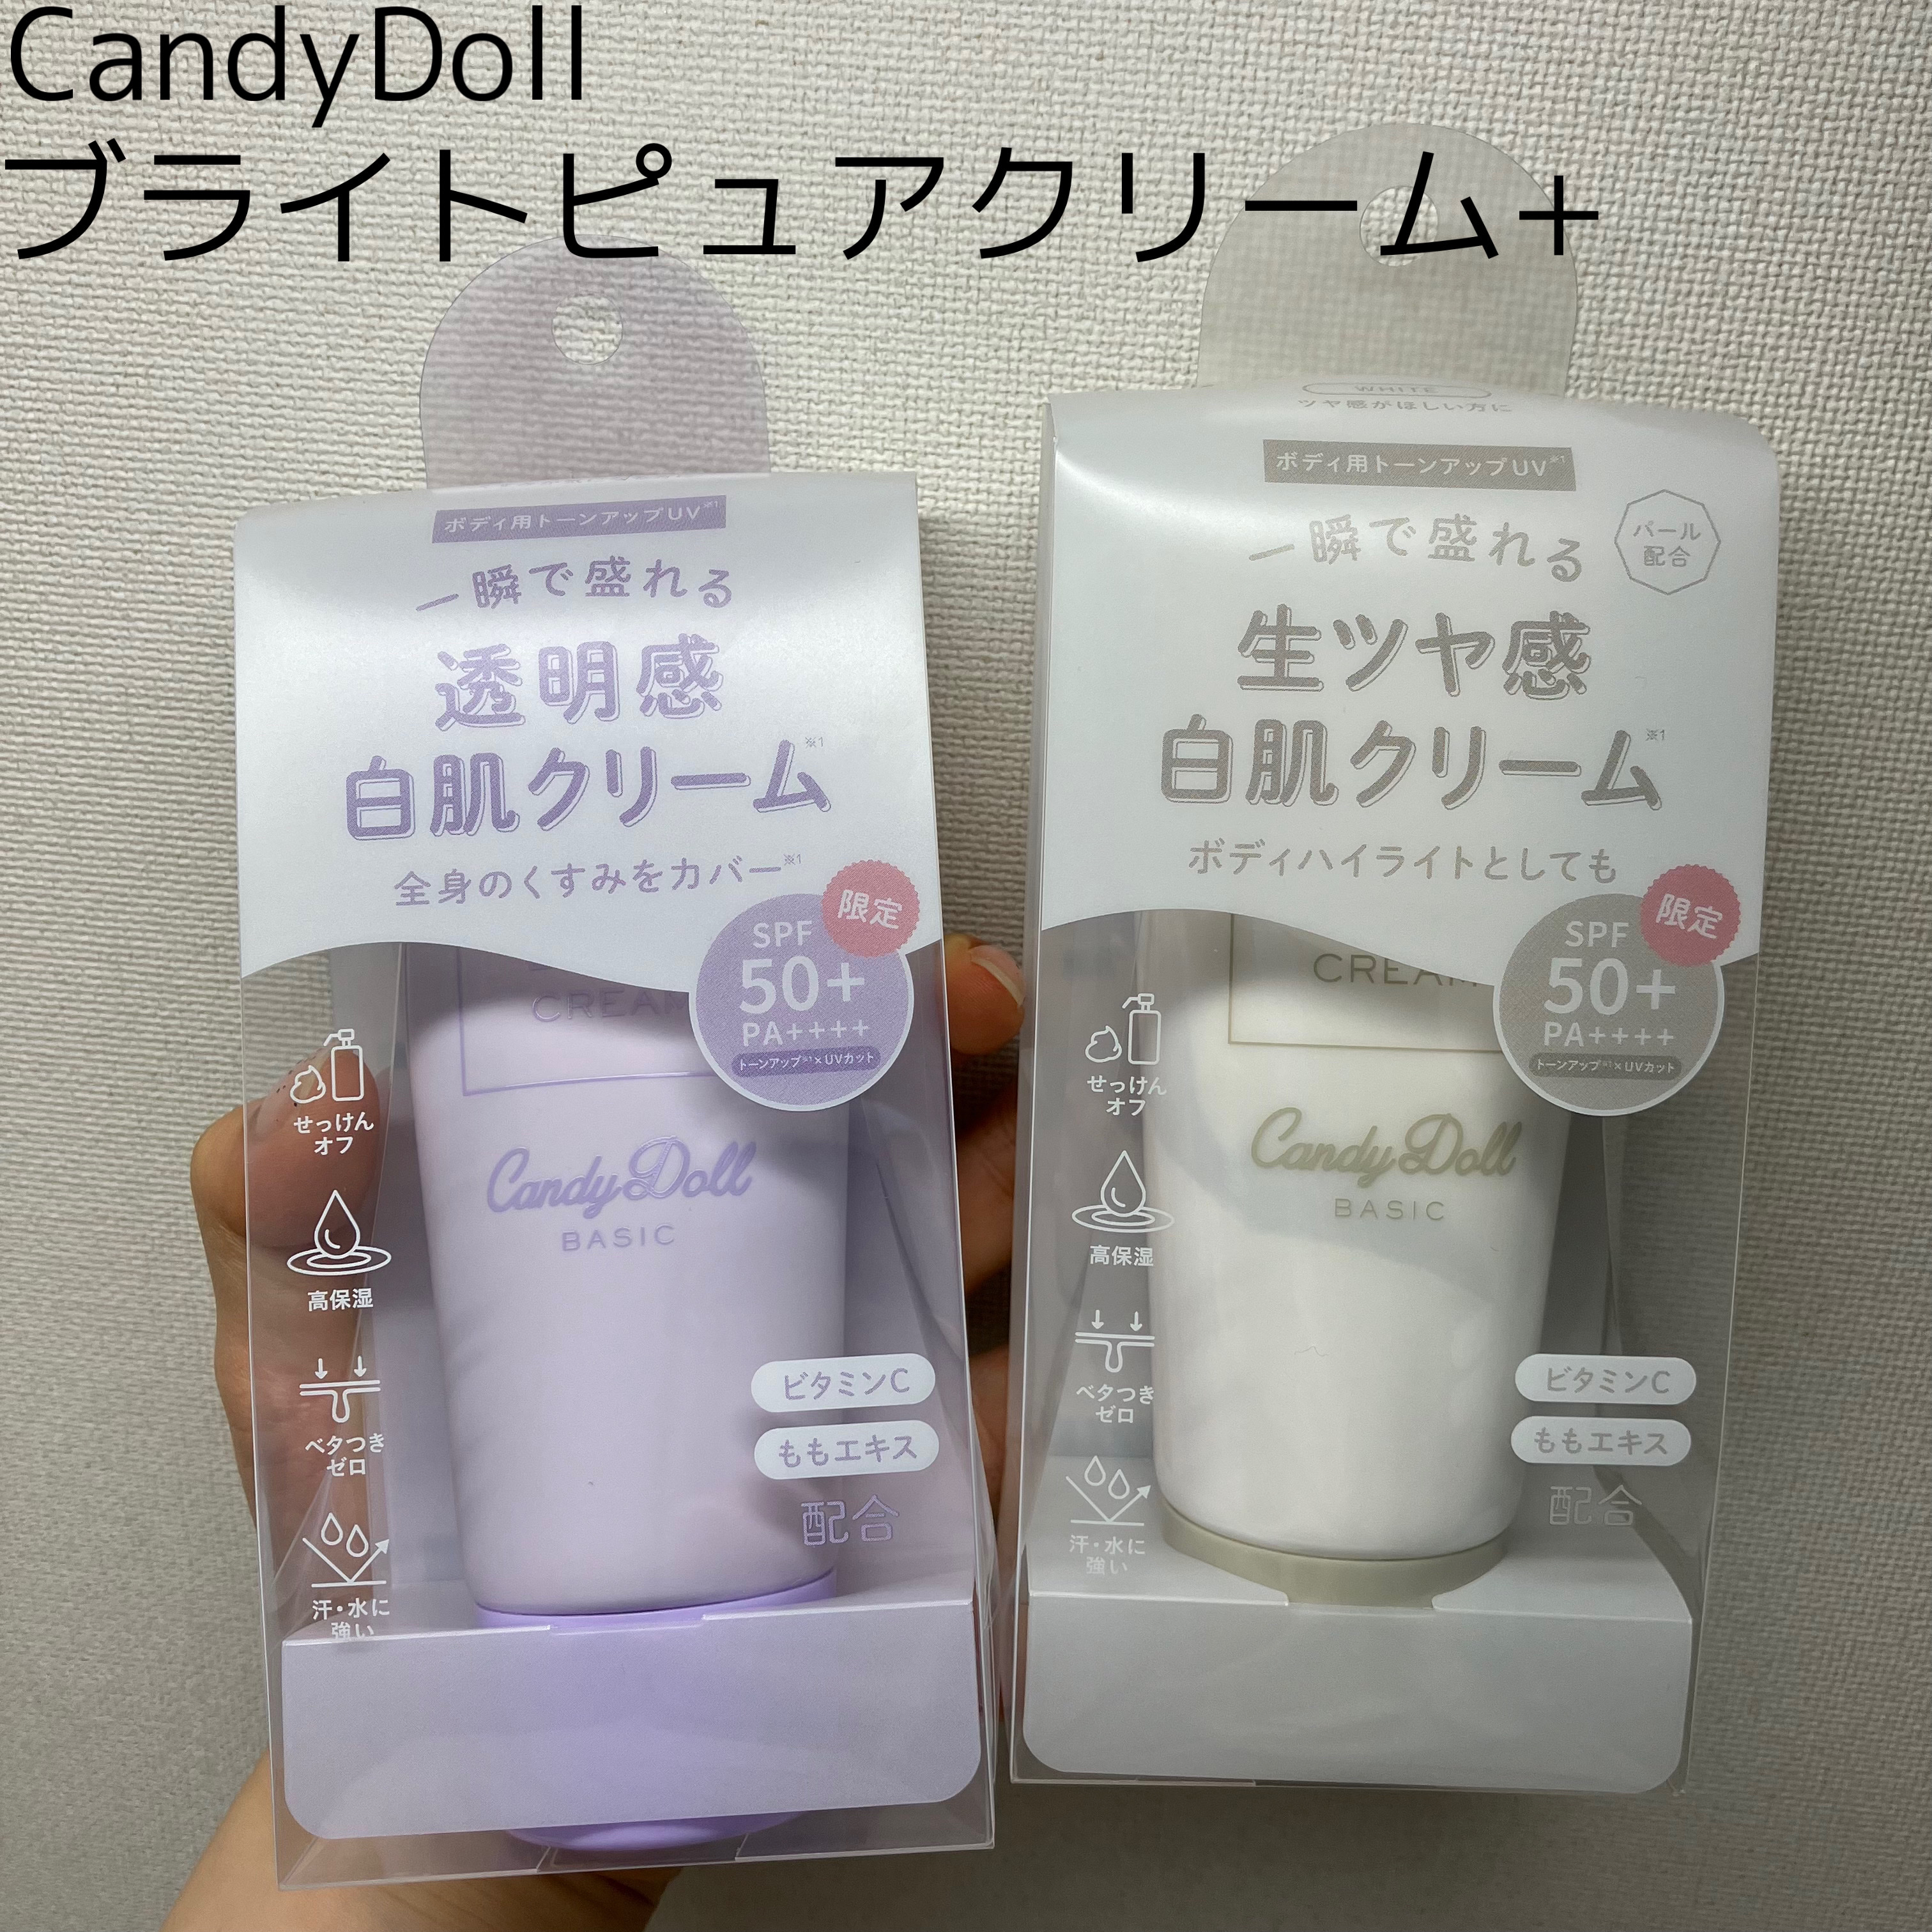 CandyDoll
ブライトピュアクリーム+
ボディ用トーンアップUV※1
一瞬で盛れる
透明感
白肌クリーム※1
全身のくすみをカバー※1
限定
SPF
50+
PA++++
トーンアップ※1×UVカット
CREAM
せっけん
オフ
CandyDoll
BASIC
高保湿
ベタつき
ゼロ
ビタミンC
ももエキス
配合
汗・水に
強い
WHITE
ツヤ感がほしい方に
ボディ用トーンアップUV※1
パール
配合
一瞬で盛れる
生ツヤ感
白肌クリーム※1
ボディハイライトとしても
限定
SPF
50+
PA++++
トーンアップ※1×UVカット
CREAM
せっけん
オフ
CandyDoll
BASIC
高保湿
ベタつき
ゼロ
ビタミンC
ももエキス
配合
汗・水に
強い